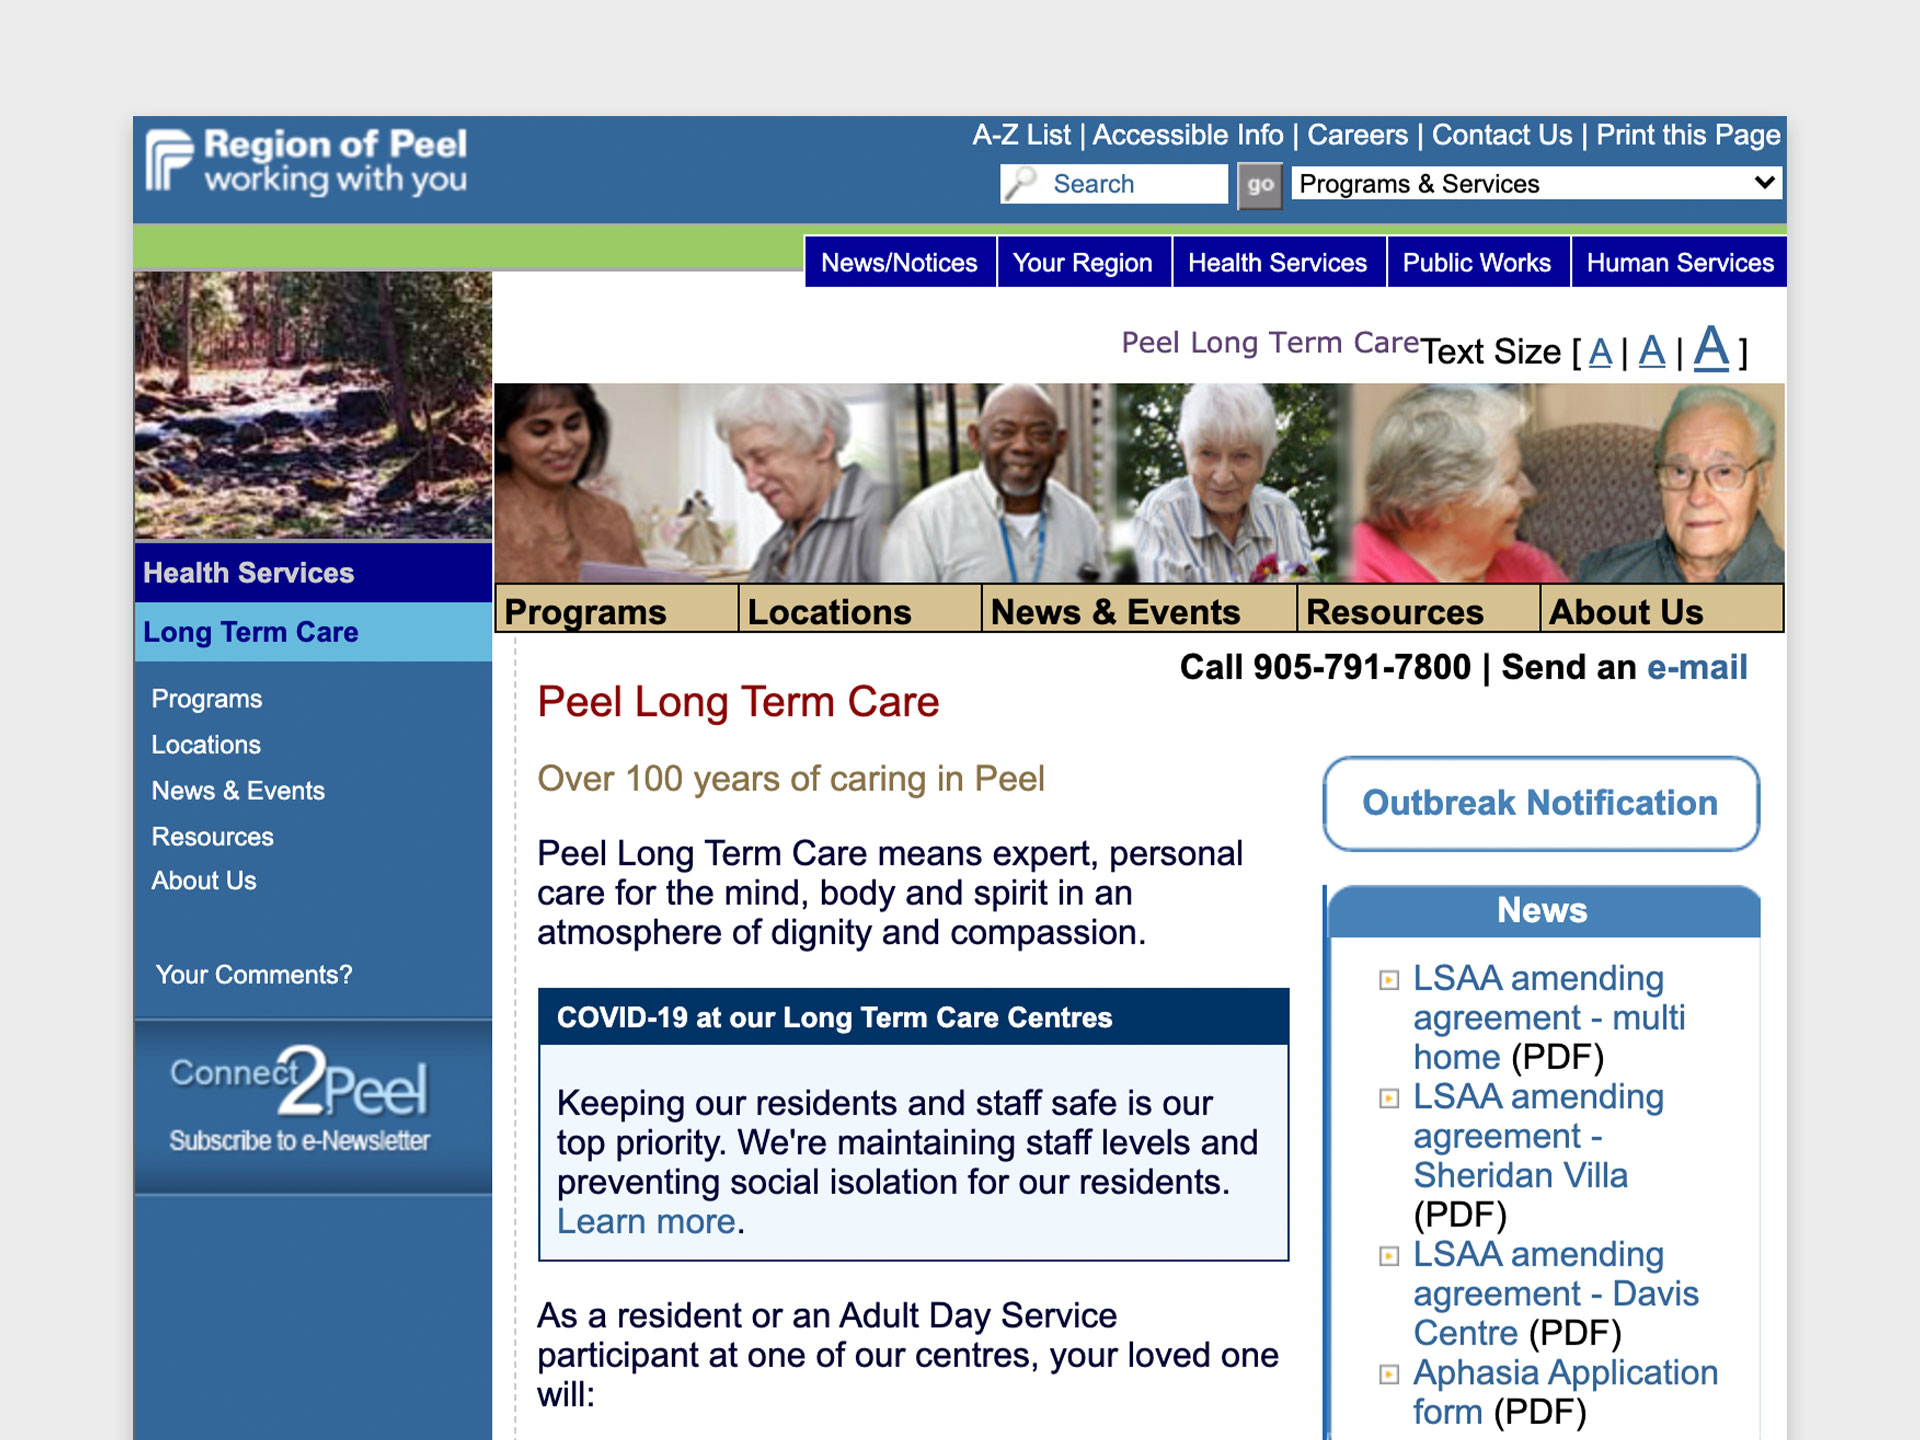 Region of Peel
working with you
A-Z List | Accessible Info | Careers | Contact Us | Print this Page
Search
go
Programs & Services
News/Notices
Your Region
Health Services
Public Works
Human Services
Peel Long Term Care
Text Size [ A | A | A ]
Health Services
Long Term Care
Programs
Locations
News & Events
Resources
About Us
Your Comments?
Connect2Peel
Subscribe to e-Newsletter
Programs
Locations
News & Events
Resources
About Us
Call 905-791-7800 | Send an e-mail
Peel Long Term Care
Over 100 years of caring in Peel
Peel Long Term Care means expert, personal
care for the mind, body and spirit in an
atmosphere of dignity and compassion.
COVID-19 at our Long Term Care Centres
Keeping our residents and staff safe is our
top priority. We're maintaining staff levels and
preventing social isolation for our residents.
Learn more.
As a resident or an Adult Day Service
participant at one of our centres, your loved one
will:
Outbreak Notification
News
LSAA amending
agreement - multi
home (PDF)
LSAA amending
agreement -
Sheridan Villa
(PDF)
LSAA amending
agreement - Davis
Centre (PDF)
Aphasia Application
form (PDF)